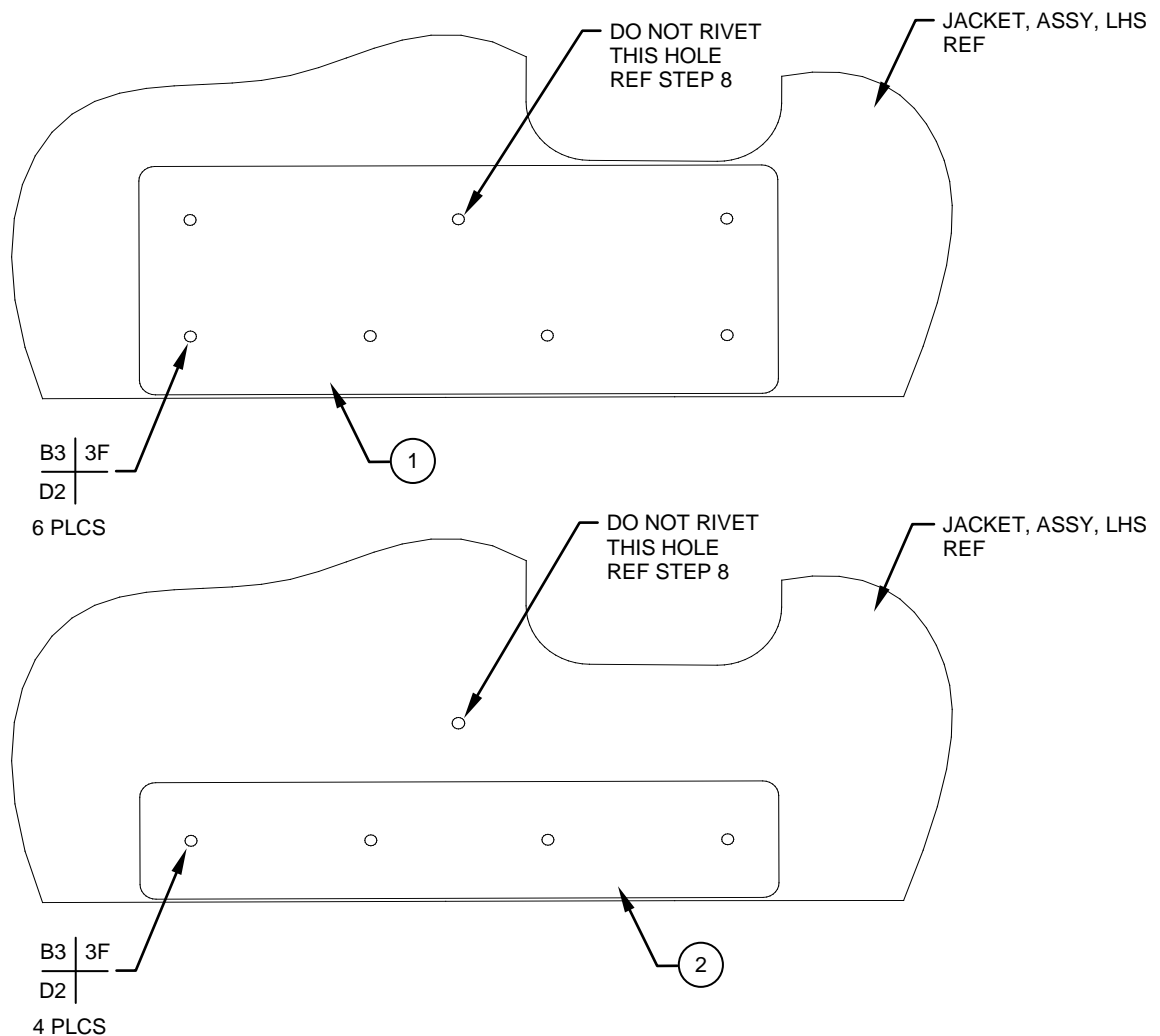 DO NOT RIVET
THIS HOLE
REF STEP 8
JACKET, ASSY, LHS
REF
B3 3F
D2
6 PLCS
1
DO NOT RIVET
THIS HOLE
REF STEP 8
JACKET, ASSY, LHS
REF
B3 3F
D2
4 PLCS
2